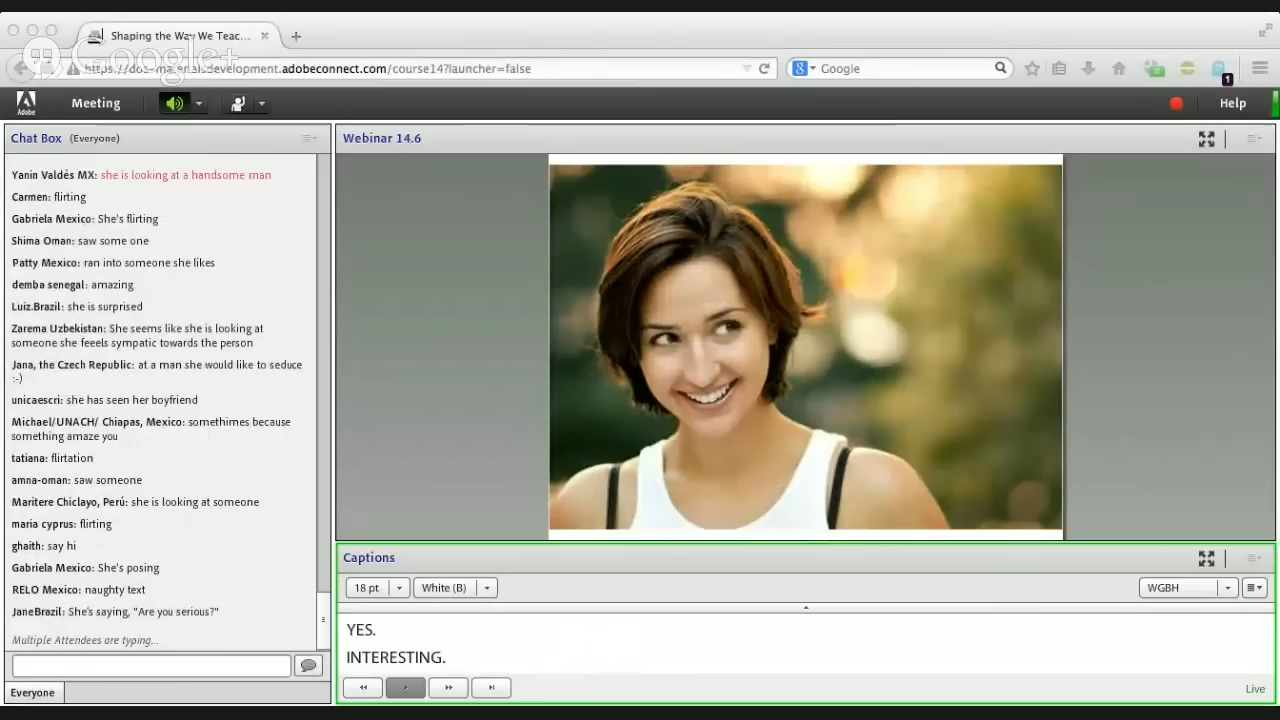 Shaping the Way We Teac...
Google+
https://dos-materialsdevelopment.adobeconnect.com/course14?launcher=false
Google
1
Adobe
Meeting
Help
Chat Box (Everyone)
Yanin Valdés MX: she is looking at a handsome man
Carmen: flirting
Gabriela Mexico: She's flirting
Shima Oman: saw some one
Patty Mexico: ran into someone she likes
demba senegal: amazing
Luiz.Brazil: she is surprised
Zarema Uzbekistan: She seems like she is looking at
someone she feeels sympatic towards the person
Jana, the Czech Republic: at a man she would like to seduce
:-)
unicaescri: she has seen her boyfriend
Michael/UNACH/ Chiapas, Mexico: somethimes because
something amaze you
tatiana: flirtation
amna-oman: saw someone
Maritere Chiclayo, Perú: she is looking at someone
maria cyprus: flirting
ghaith: say hi
Gabriela Mexico: She's posing
RELO Mexico: naughty text
JaneBrazil: She's saying, "Are you serious?"
Multiple Attendees are typing...
Everyone
Webinar 14.6
Captions
18 pt
White (B)
WGBH
YES.
INTERESTING.
Live